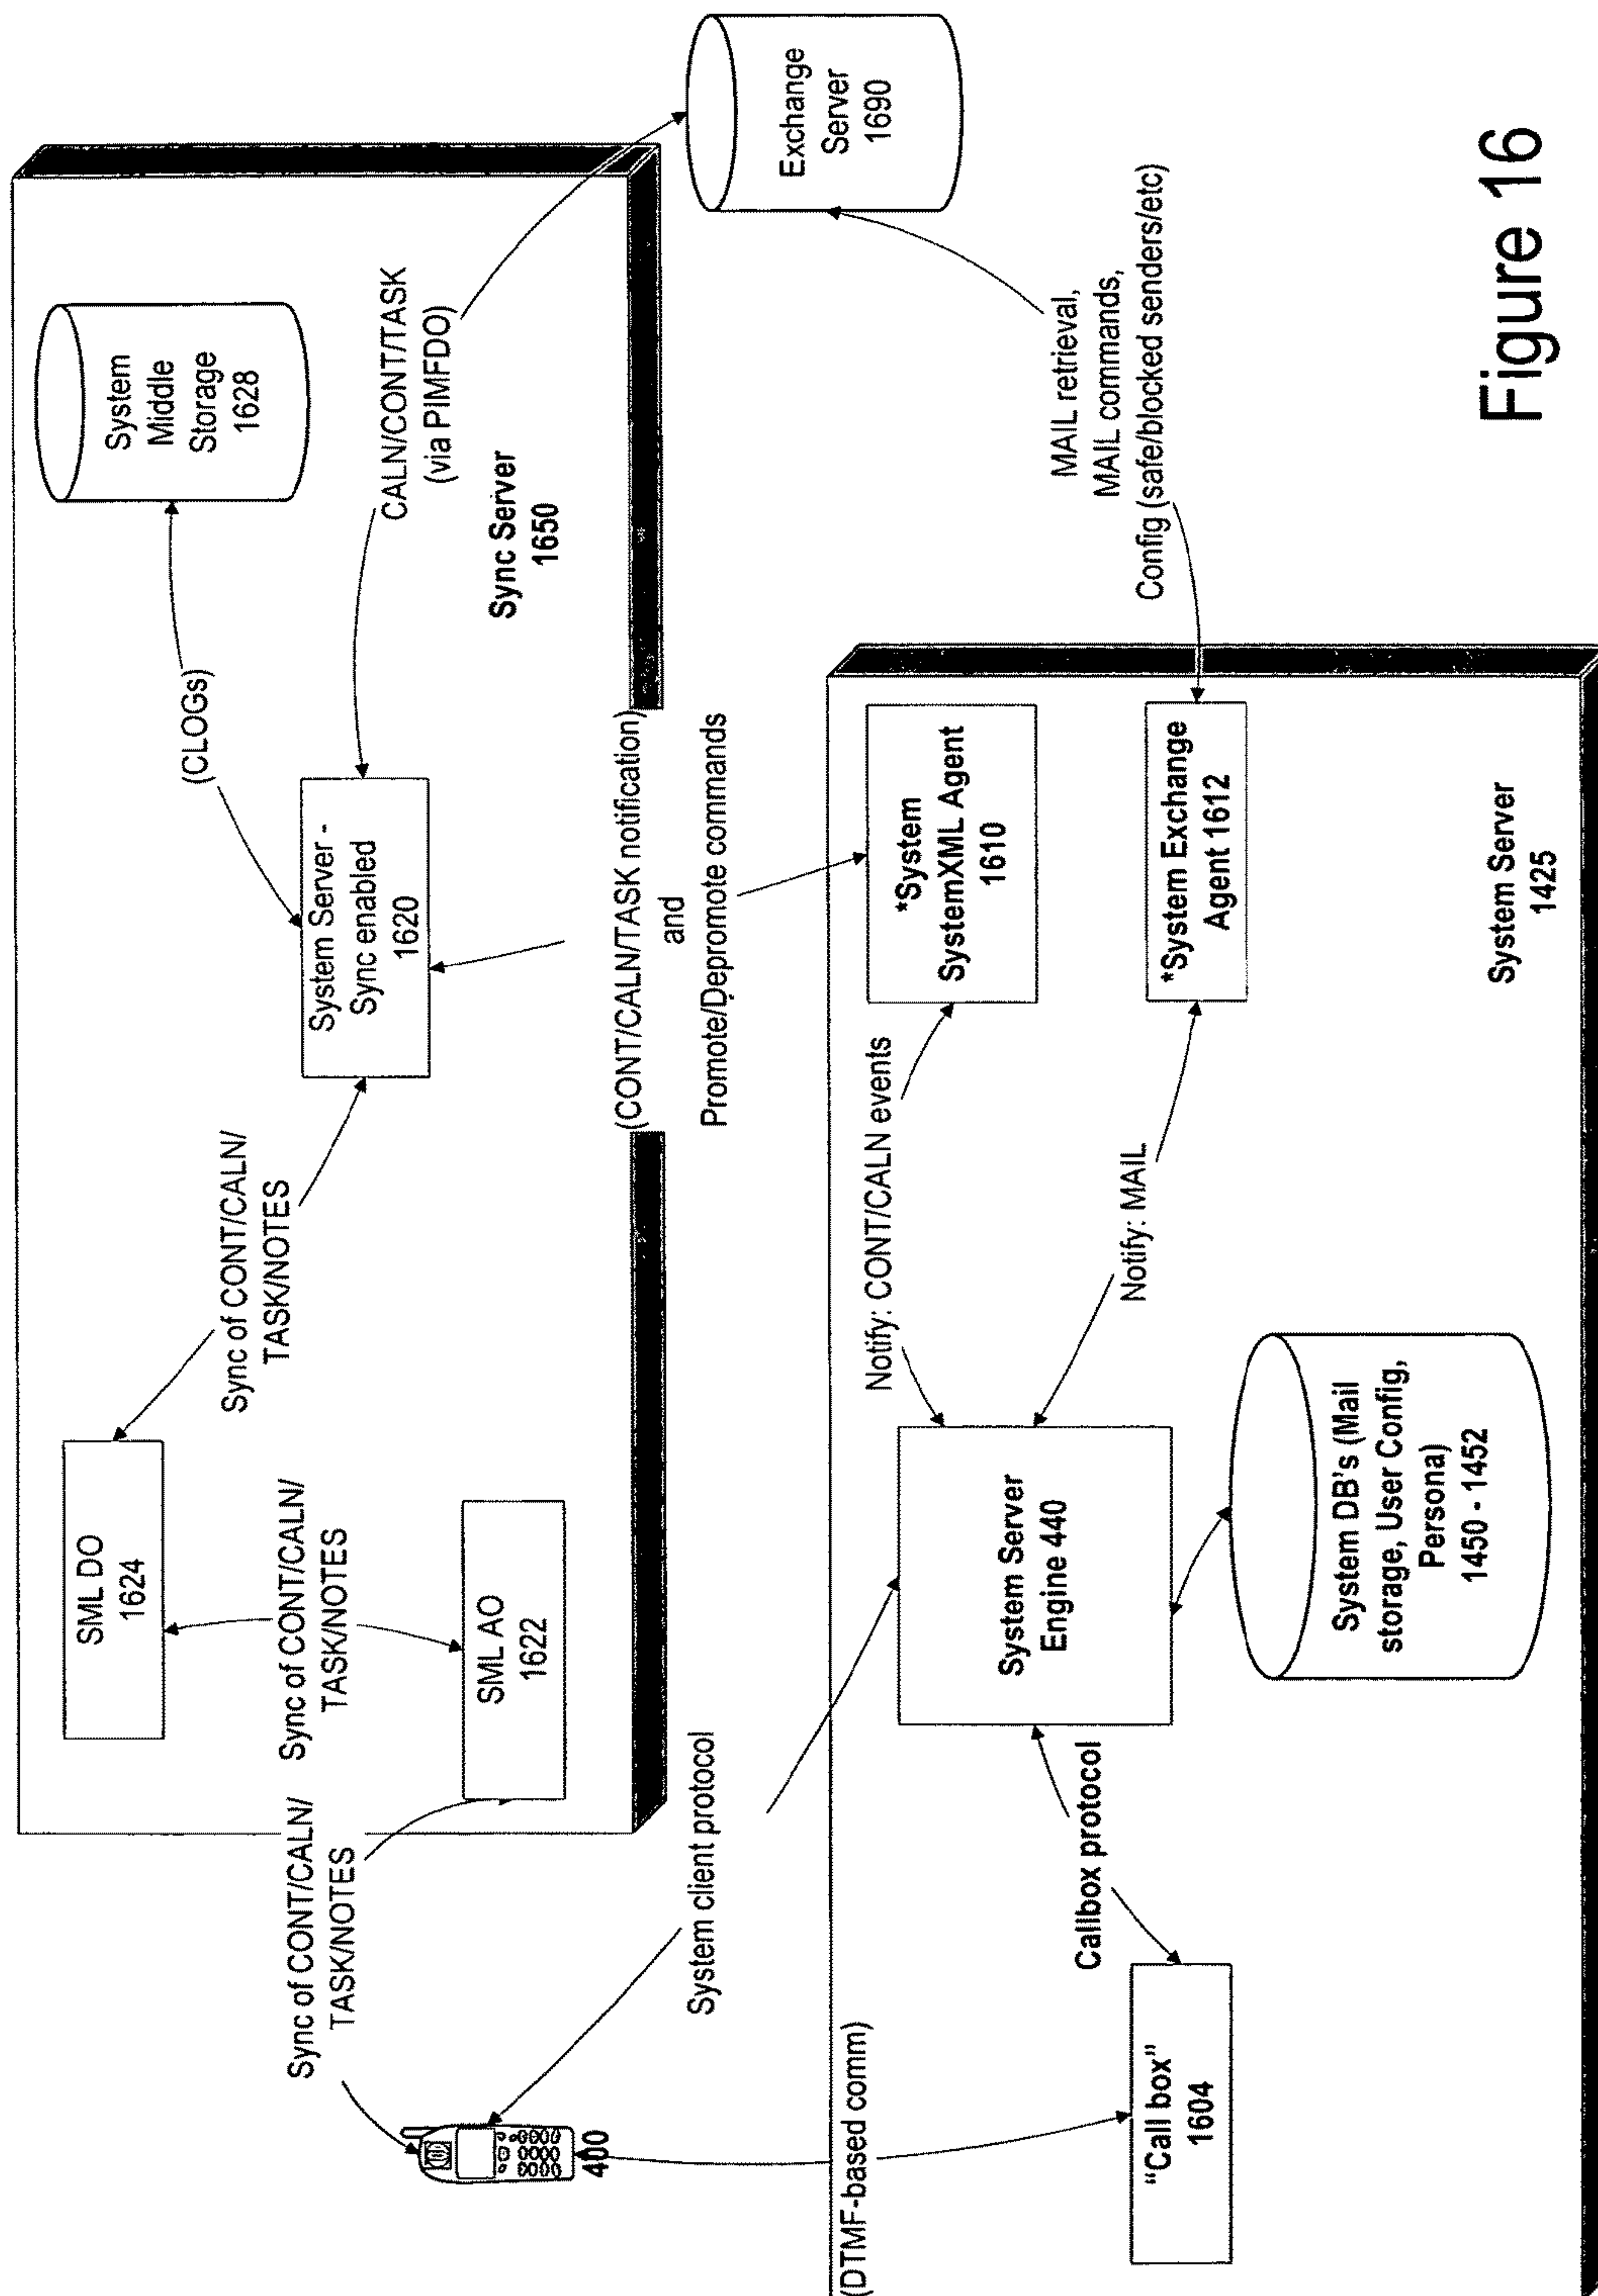 Sync of CONT/CALN/
TASK/NOTES
SML DO
1624
Sync of CONT/CALN/
TASK/NOTES
SML AO
1622
Sync of CONT/CALN/
TASK/NOTES
System Server -
Sync enabled
1620
(CLOGs)
System
Middle
Storage
1628
CALN/CONT/TASK
(via PIMFDO)
Sync Server
1650
Exchange
Server
1690
400
System client protocol
(CONT/CALN/TASK notification)
and
Promote/Depromote commands
MAIL retrieval,
MAIL commands,
Config (safe/blocked senders/etc)
(DTMF-based comm)
"Call box"
1604
Callbox protocol
System Server
Engine 440
Notify: CONT/CALN events
Notify: MAIL
*System
SystemXML Agent
1610
*System Exchange
Agent 1612
System DB's (Mail
storage, User Config,
Persona)
1450 - 1452
System Server
1425
Figure 16